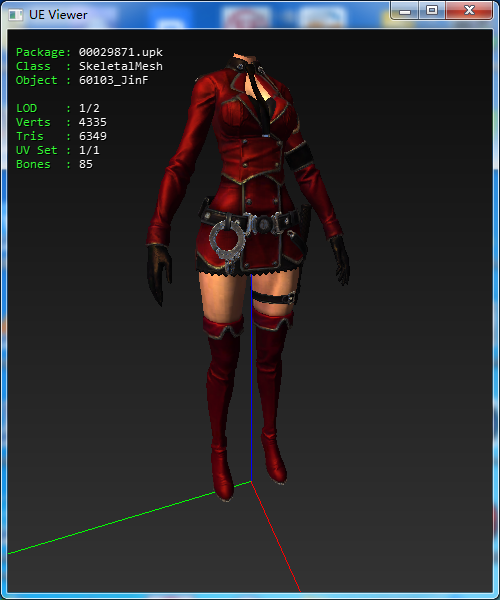 UE Viewer
Package: 00029871.upk
Class : SkeletalMesh
Object : 60103_JinF
LOD : 1/2
Verts : 4335
Tris : 6349
UV Set : 1/1
Bones : 85